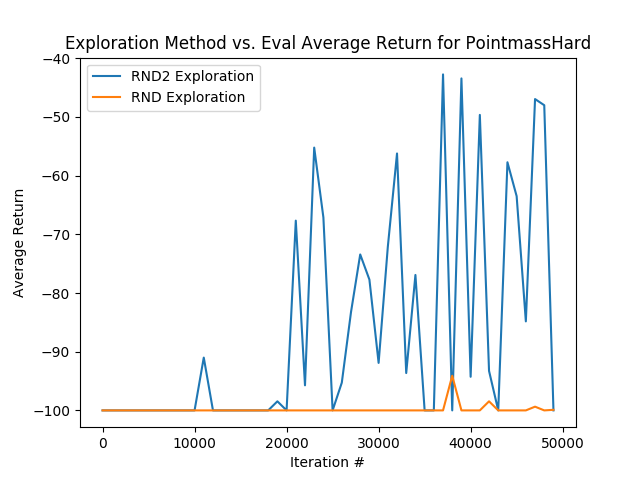 Exploration Method vs. Eval Average Return for PointmassHard
RND2 Exploration
RND Exploration
Average Return
−40
−50
−60
−70
−80
−90
−100
0 10000 20000 30000 40000 50000
Iteration #